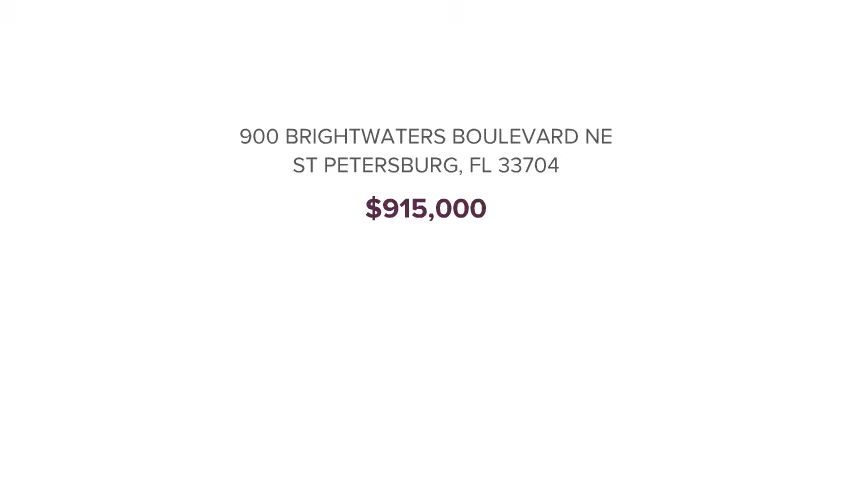 900 BRIGHTWATERS BOULEVARD NE
ST PETERSBURG, FL 33704
$915,000